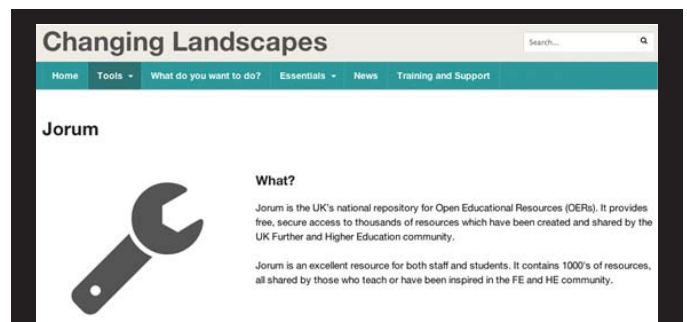 Changing Landscapes
Search...
Home Tools What do you want to do? Essentials News Training and Support
Jorum
What?
Jorum is the UK's national repository for Open Educational Resources (OERs). It provides
free, secure access to thousands of resources which have been created and shared by the
UK Further and Higher Education community.
Jorum is an excellent resource for both staff and students. It contains 1000's of resources,
all shared by those who teach or have been inspired in the FE and HE community.